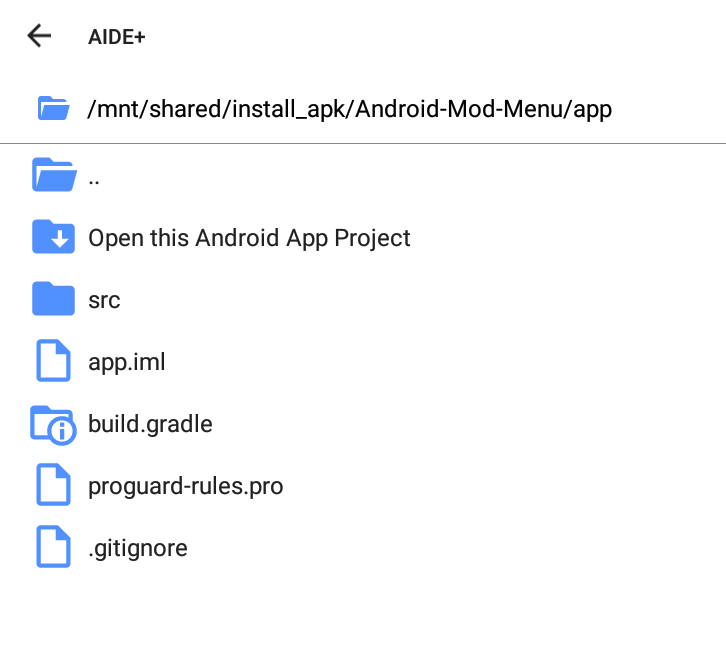 AIDE+
/mnt/shared/install_apk/Android-Mod-Menu/app
..
Open this Android App Project
src
app.iml
build.gradle
proguard-rules.pro
.gitignore